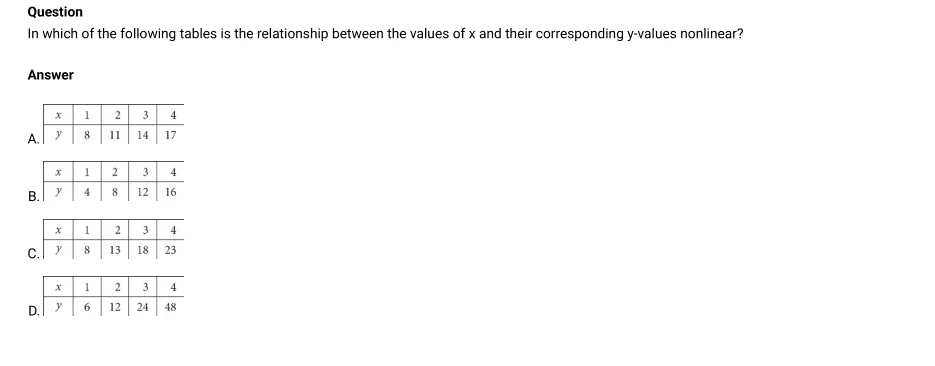 Question
In which of the following tables is the relationship between the values of x and their corresponding y-values nonlinear?
Answer
A.
x 1 2 3 4
y 8 11 14 17
B.
x 1 2 3 4
y 4 8 12 16
C.
x 1 2 3 4
y 8 13 18 23
D.
x 1 2 3 4
y 6 12 24 48